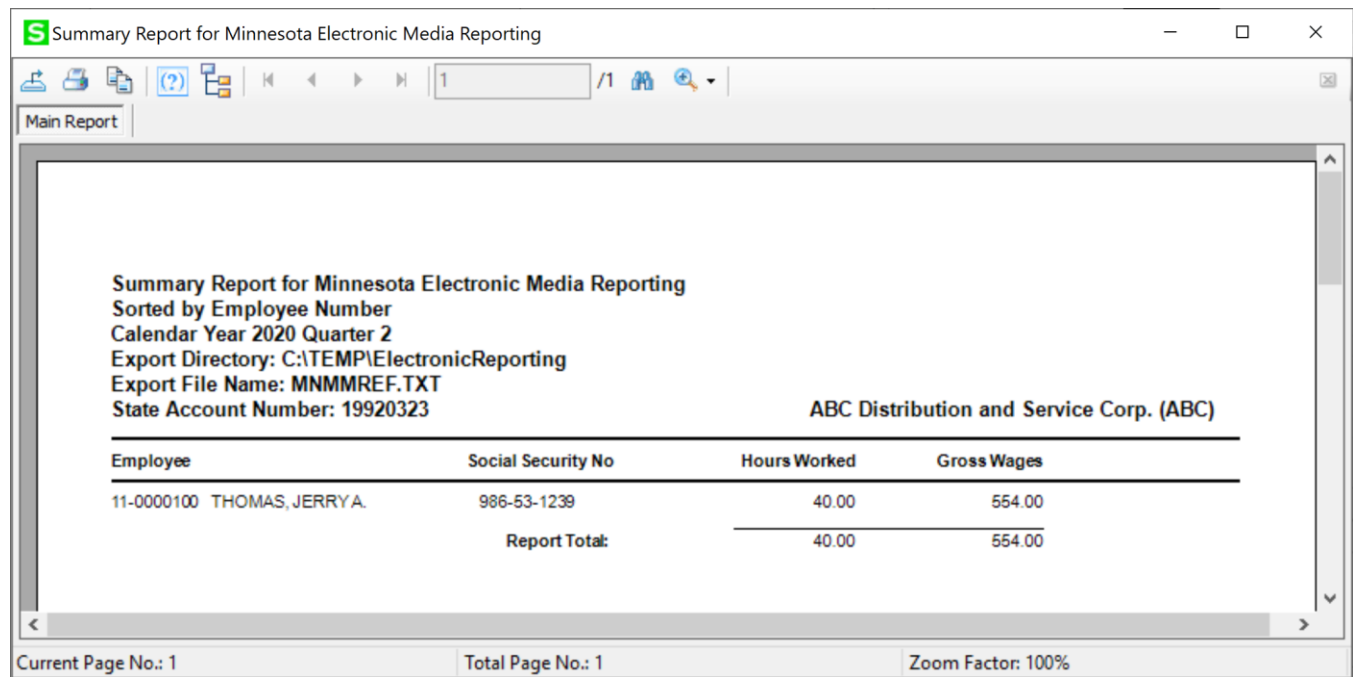 S Summary Report for Minnesota Electronic Media Reporting
(?) 1 /1
Main Report
Summary Report for Minnesota Electronic Media Reporting
Sorted by Employee Number
Calendar Year 2020 Quarter 2
Export Directory: C:\TEMP\ElectronicReporting
Export File Name: MNMMREF.TXT
State Account Number: 19920323 ABC Distribution and Service Corp. (ABC)
Employee Social Security No Hours Worked Gross Wages
11-0000100 THOMAS, JERRY A. 986-53-1239 40.00 554.00
Report Total: 40.00 554.00
Current Page No.: 1 Total Page No.: 1 Zoom Factor: 100%